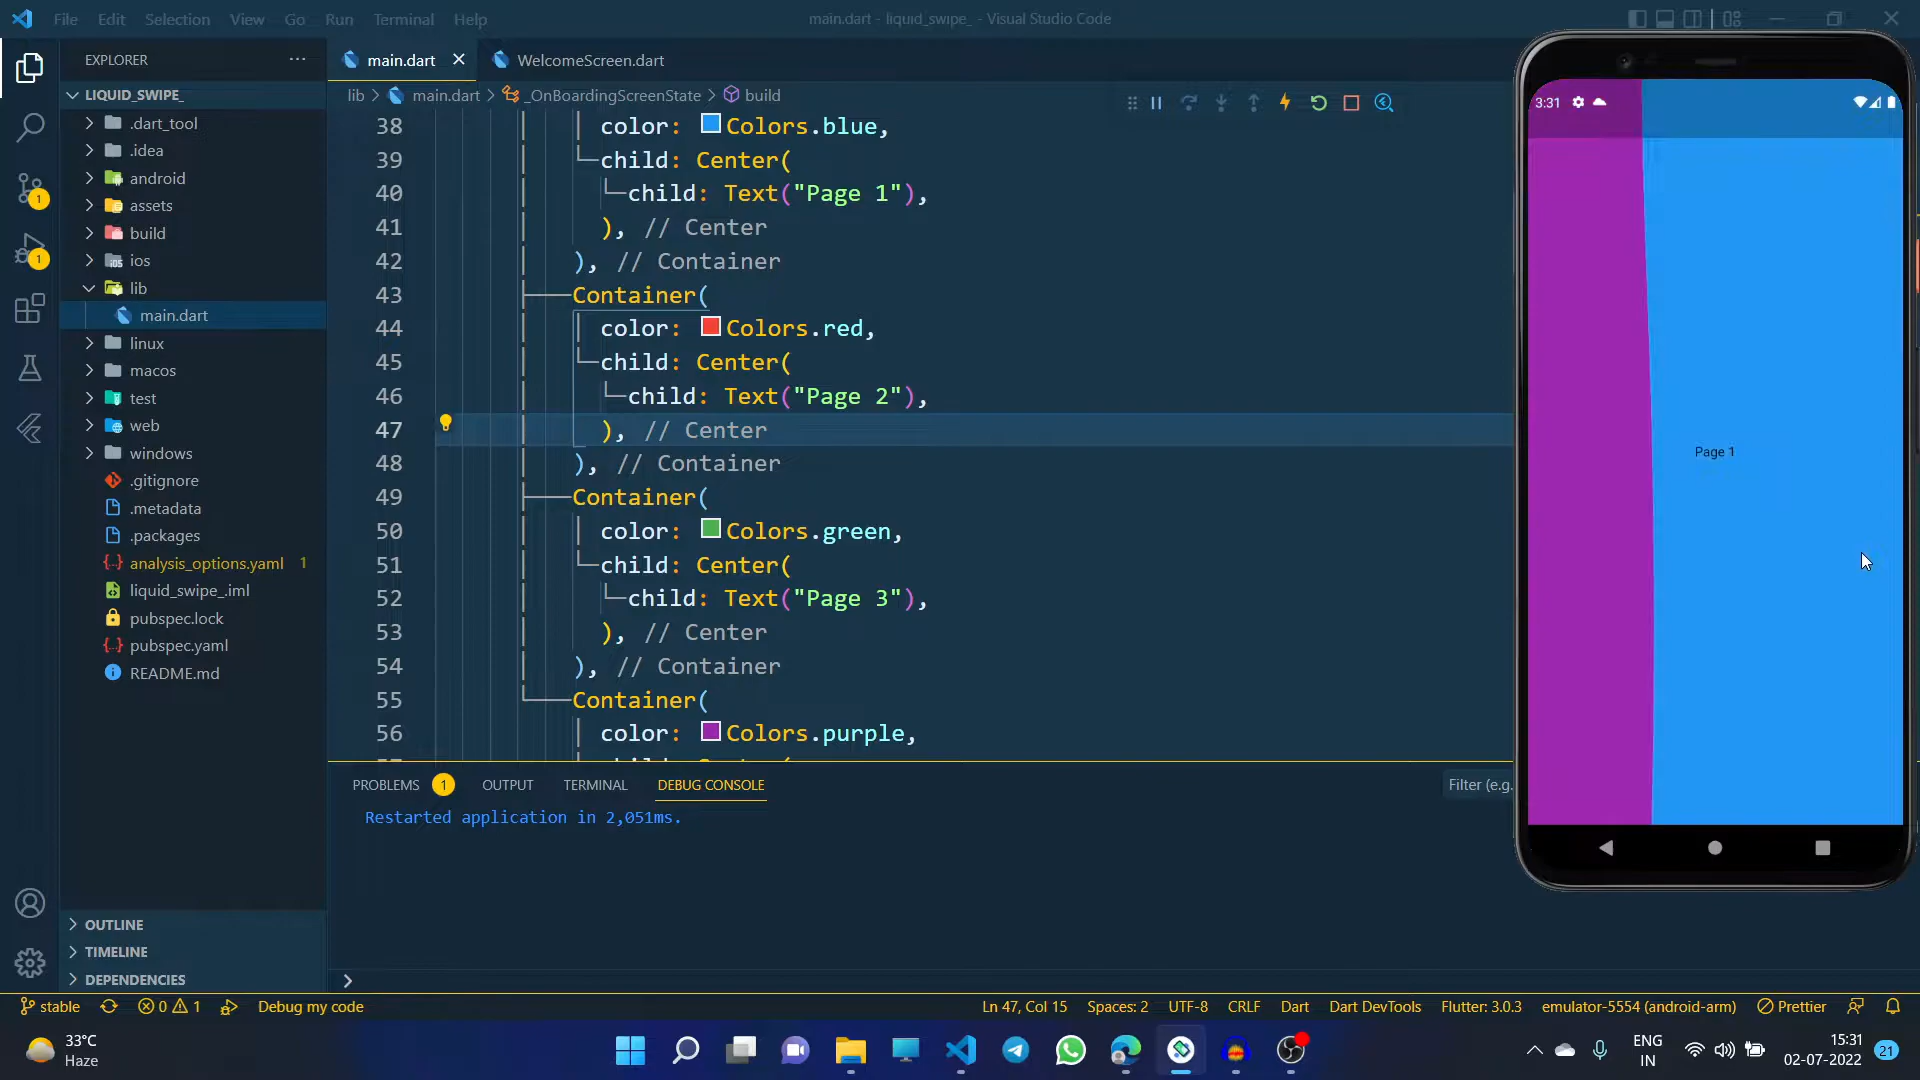 File Edit Selection View Go Run Terminal Help
main.dart - liquid_swipe_ - Visual Studio Code
EXPLORER
LIQUID_SWIPE_
.dart_tool
.idea
android
assets
build
ios
lib
main.dart
linux
macos
test
web
windows
.gitignore
.metadata
.packages
analysis_options.yaml 1
liquid_swipe_.iml
pubspec.lock
pubspec.yaml
README.md
OUTLINE
TIMELINE
DEPENDENCIES
main.dart
WelcomeScreen.dart
lib > main.dart > _OnBoardingScreenState > build
38 color: Colors.blue,
39 child: Center(
40 child: Text("Page 1"),
41 ), // Center
42 ), // Container
43 Container(
44 color: Colors.red,
45 child: Center(
46 child: Text("Page 2"),
47 ), // Center
48 ), // Container
49 Container(
50 color: Colors.green,
51 child: Center(
52 child: Text("Page 3"),
53 ), // Center
54 ), // Container
55 Container(
56 color: Colors.purple,
PROBLEMS 1 OUTPUT TERMINAL DEBUG CONSOLE
Filter (e.g.
Restarted application in 2,051ms.
3:31
Page 1
stable
0 1
Debug my code
Ln 47, Col 15 Spaces: 2 UTF-8 CRLF Dart Dart DevTools Flutter: 3.0.3 emulator-5554 (android-arm) Prettier
33°C
Haze
ENG
IN
15:31
02-07-2022
21